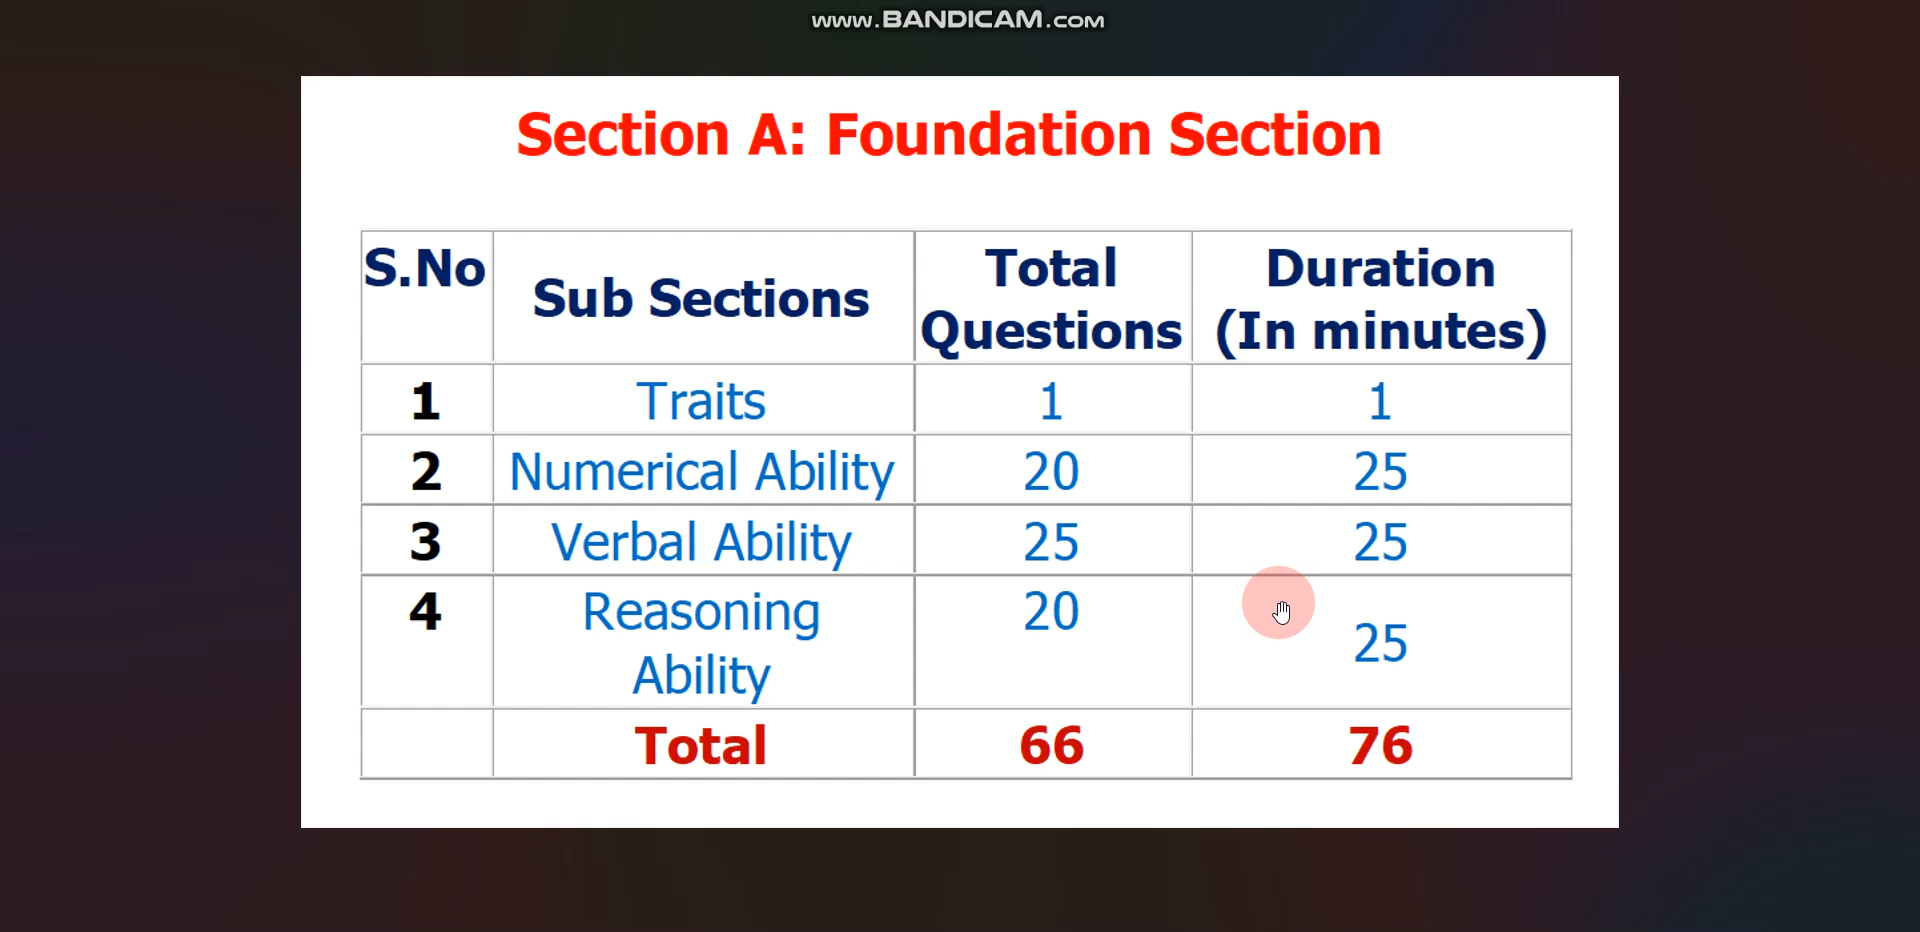 www.BANDICAM.com
Section A: Foundation Section
S.No Sub Sections Total Questions Duration (In minutes)
1 Traits 1 1
2 Numerical Ability 20 25
3 Verbal Ability 25 25
4 Reasoning Ability 20 25
Total 66 76